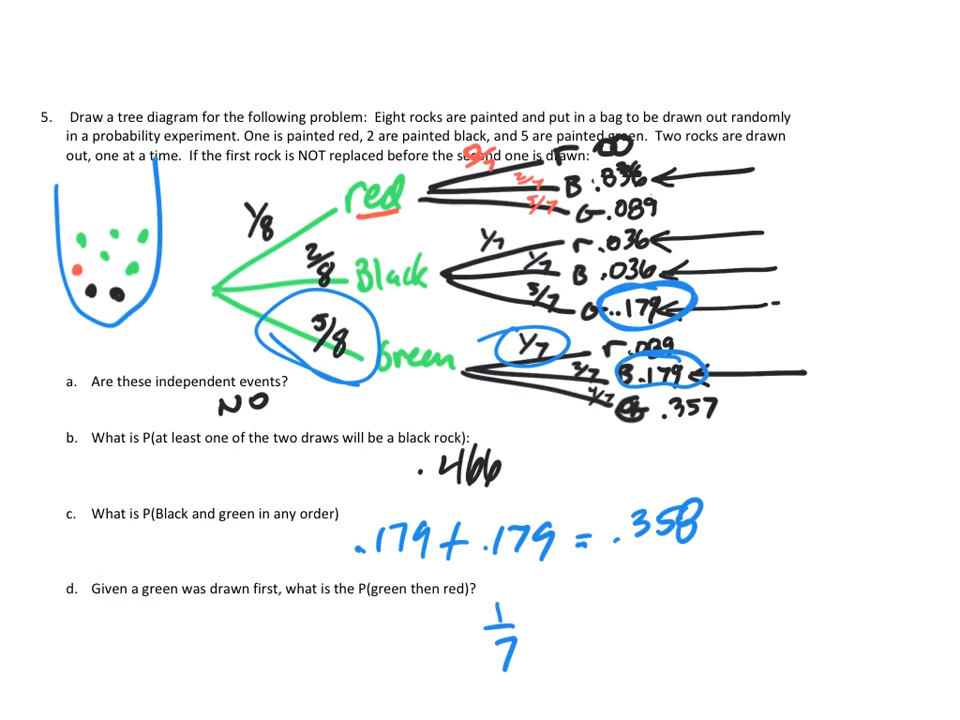 5. Draw a tree diagram for the following problem: Eight rocks are painted and put in a bag to be drawn out randomly
in a probability experiment. One is painted red, 2 are painted black, and 5 are painted green. Two rocks are drawn
out, one at a time. If the first rock is NOT replaced before the second one is drawn:
1/8 red
2/7 B
5/7 G .089
2/8 Black
1/7 r .036
1/7 B .036
5/7 G .179
5/8 Green
1/7 r .089
2/7 B .179
4/7 G .357
a. Are these independent events?
NO
b. What is P(at least one of the two draws will be a black rock):
.466
c. What is P(Black and green in any order)
.179 + .179 = .358
d. Given a green was drawn first, what is the P(green then red)?
1/7